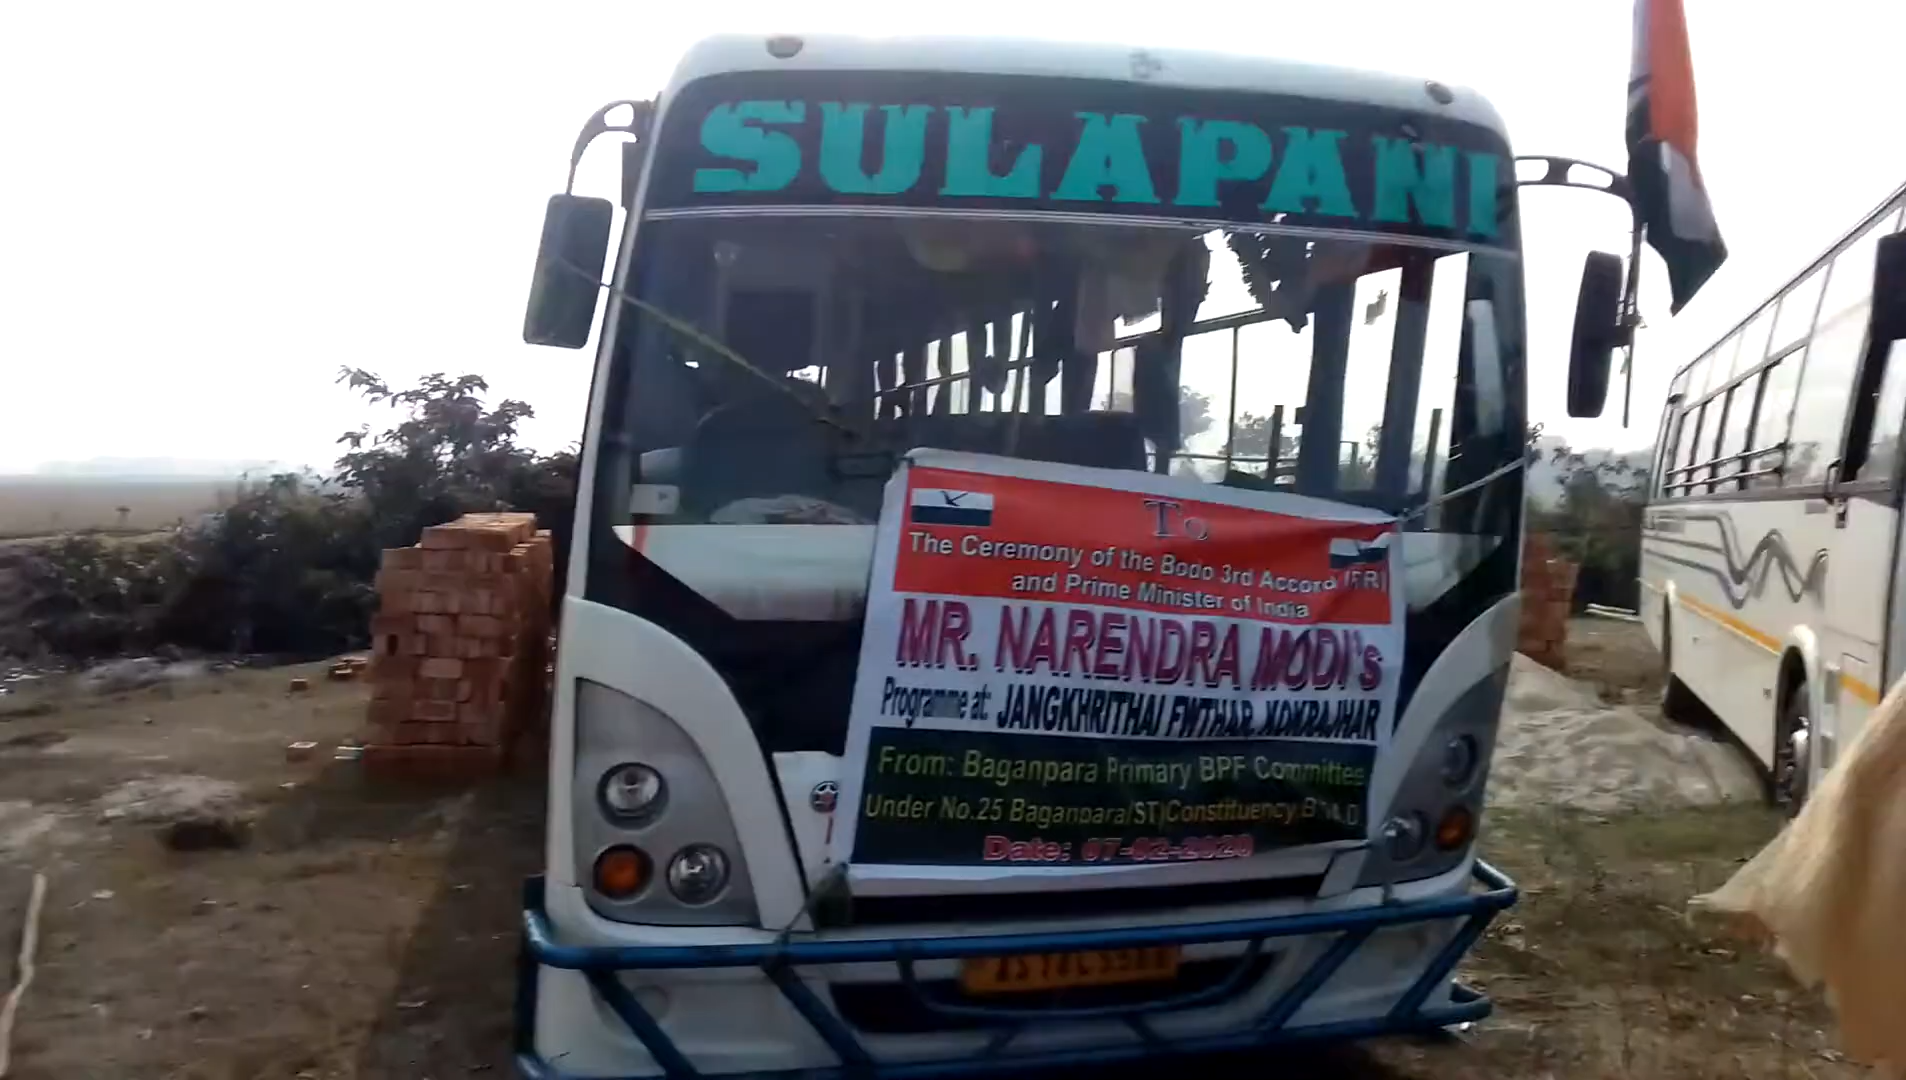 SULAPANI
To
The Ceremony of the Bodo 3rd Accord
and Prime Minister of India
MR. NARENDRA MODI's
Programme at: JANGKHRITHAI FWTHAR, KOKRAJHAR
From: Baganpara Primary BPF Committee
Under No.25 Baganpara(ST)Constituency
Date: 07-02-2020